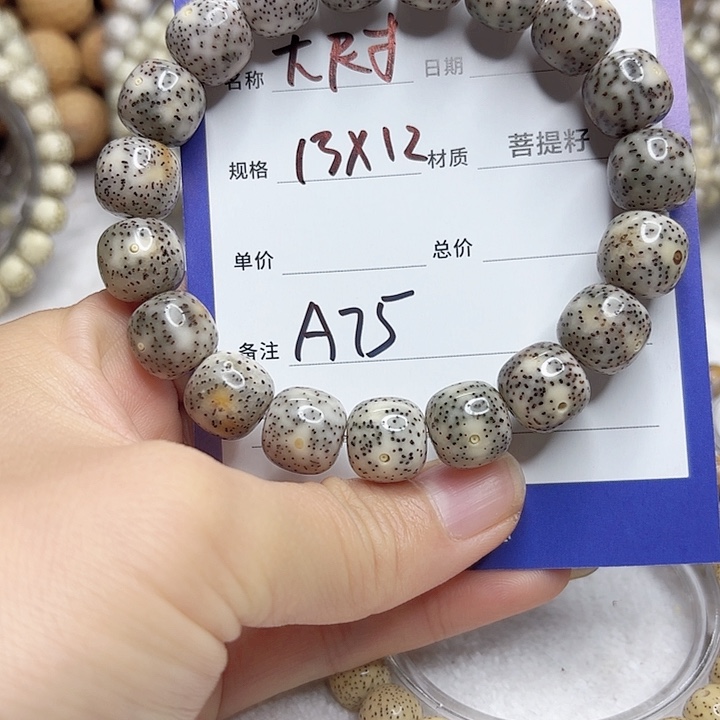 名称 大尺寸 日期
规格 13X12 材质 菩提籽
单价 总价
备注 A75